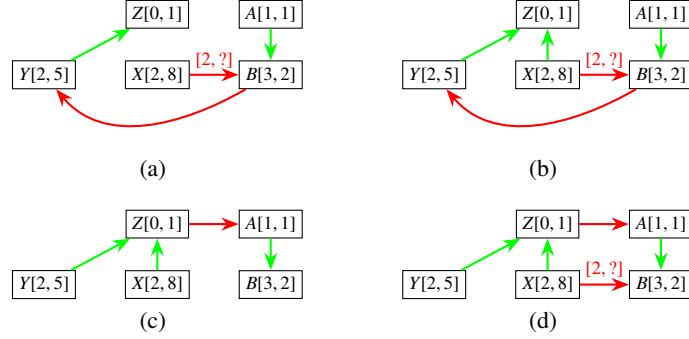 Z[0, 1] A[1, 1] Z[0, 1] A[1, 1]
[2, ?] [2, ?]
Y[2, 5] X[2, 8] B[3, 2] Y[2, 5] X[2, 8] B[3, 2]
(a) (b)
Z[0, 1] A[1, 1] Z[0, 1] A[1, 1]
[2, ?]
Y[2, 5] X[2, 8] B[3, 2] Y[2, 5] X[2, 8] B[3, 2]
(c) (d)